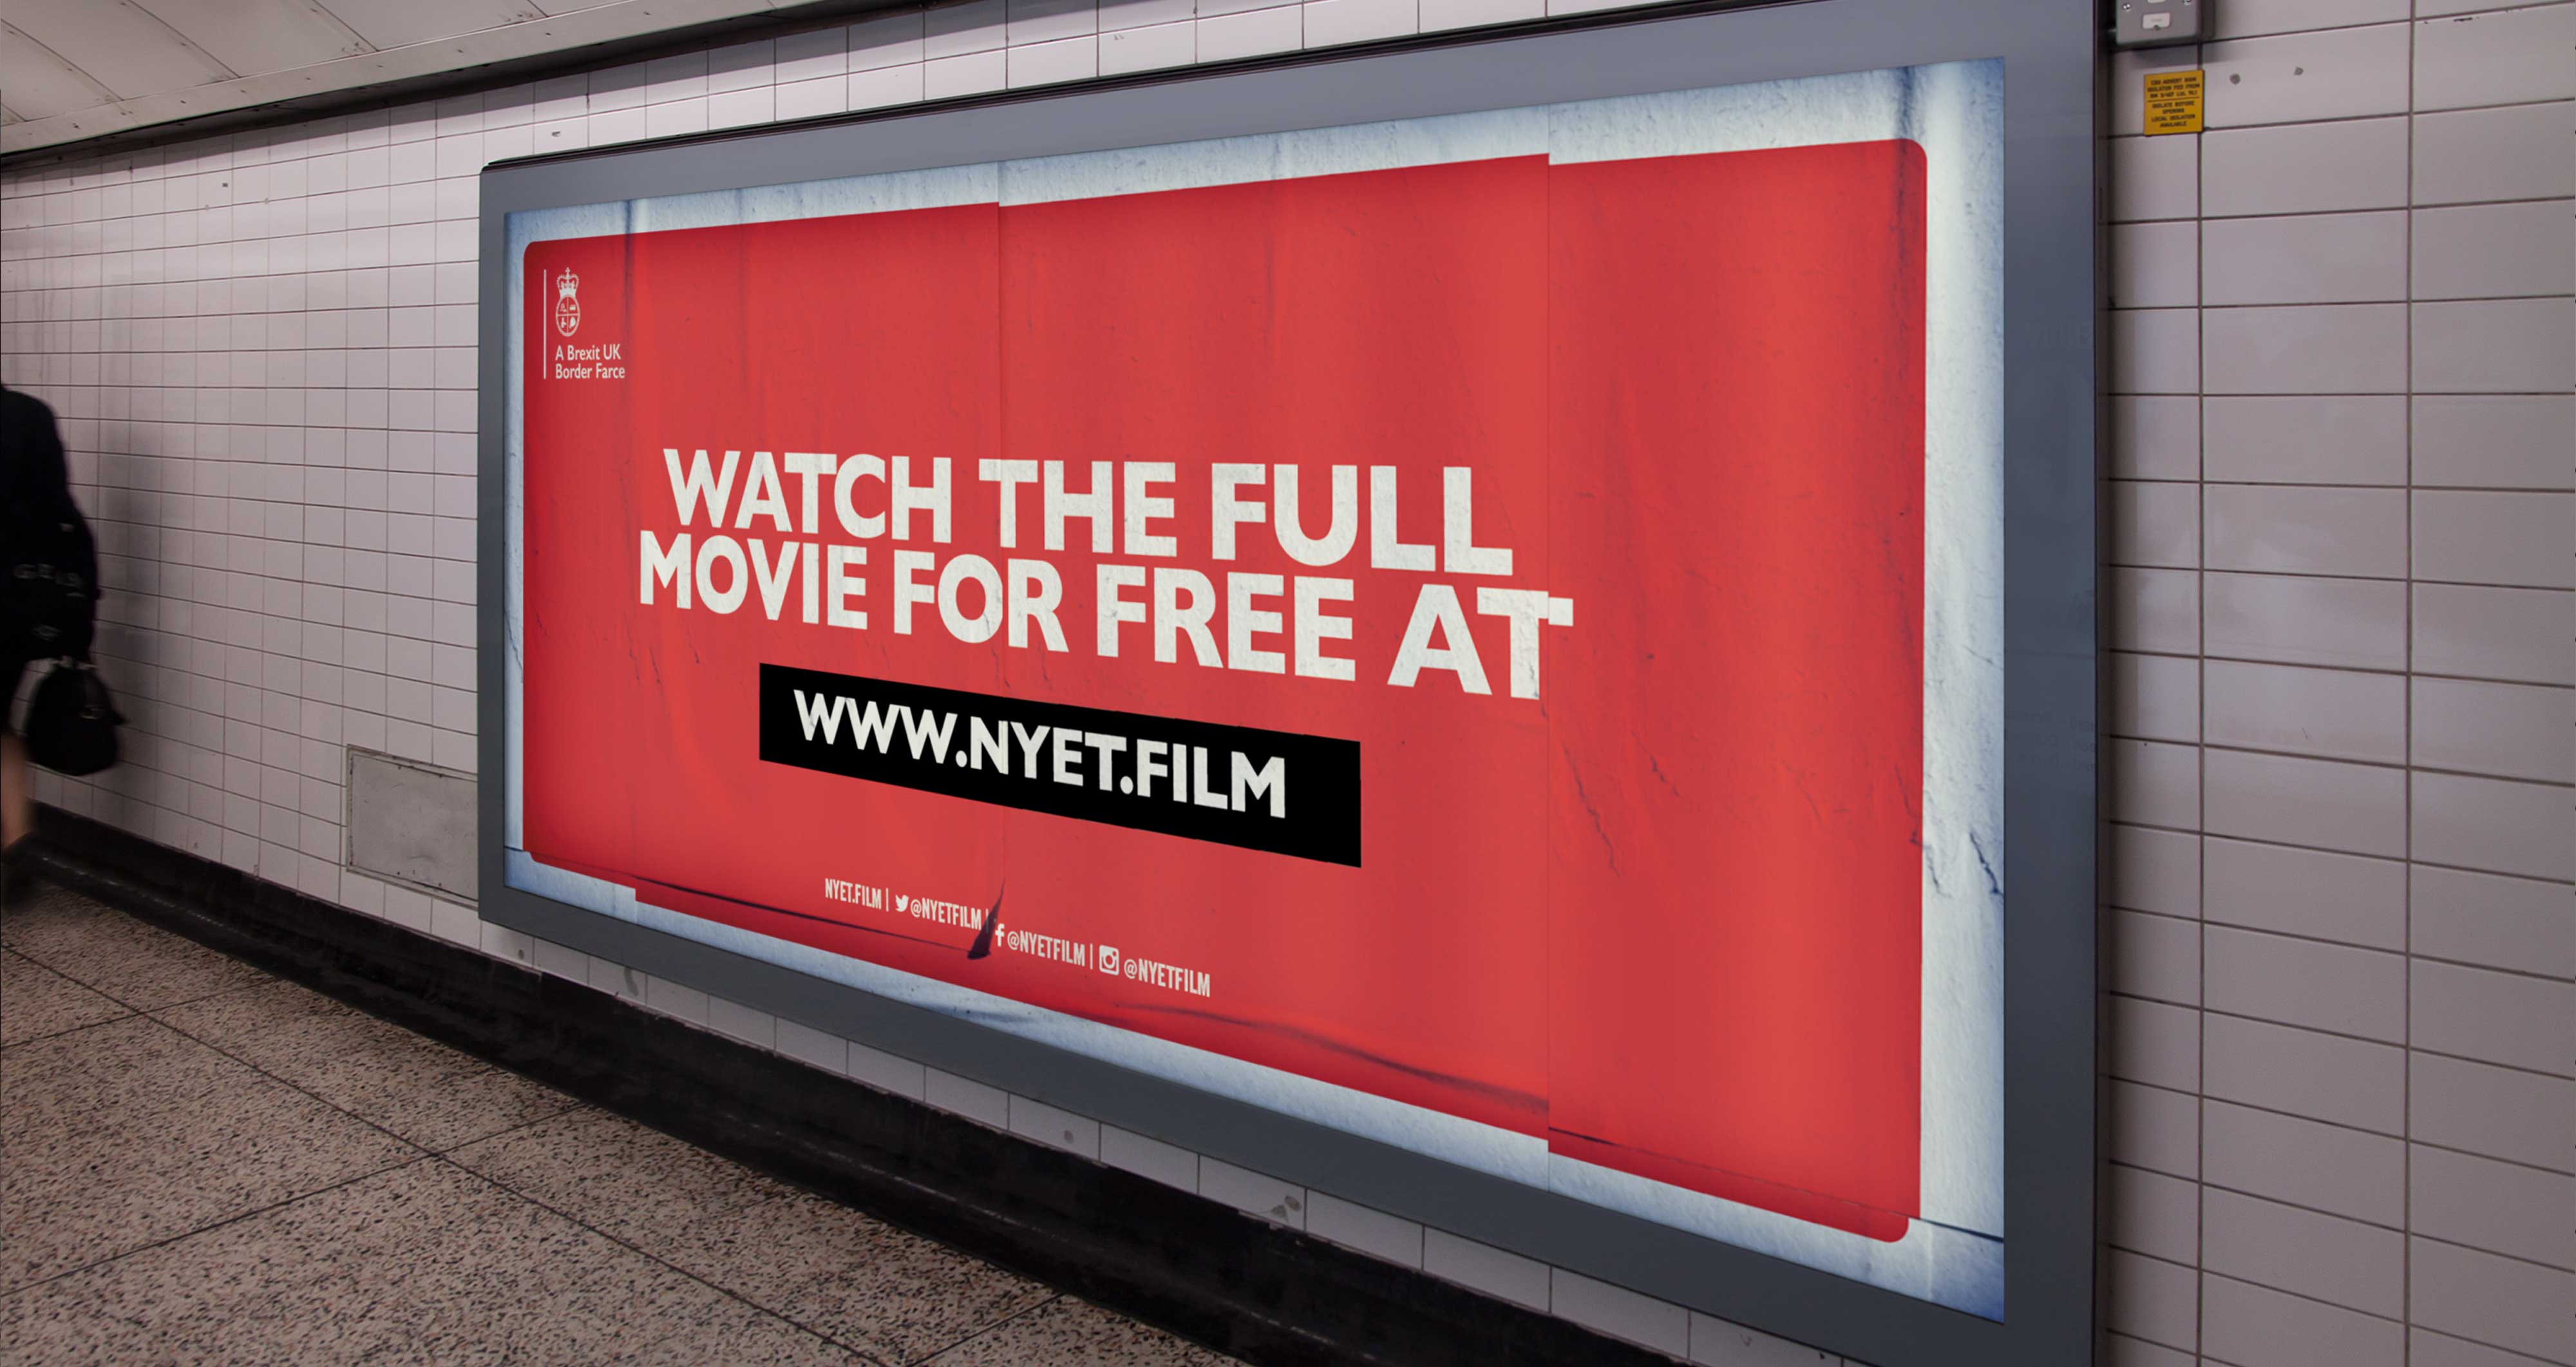 A Brexit UK
Border Farce
WATCH THE FULL
MOVIE FOR FREE AT
WWW.NYET.FILM
NYET.FILM | @NYETFILM | @NYETFILM | @NYETFILM